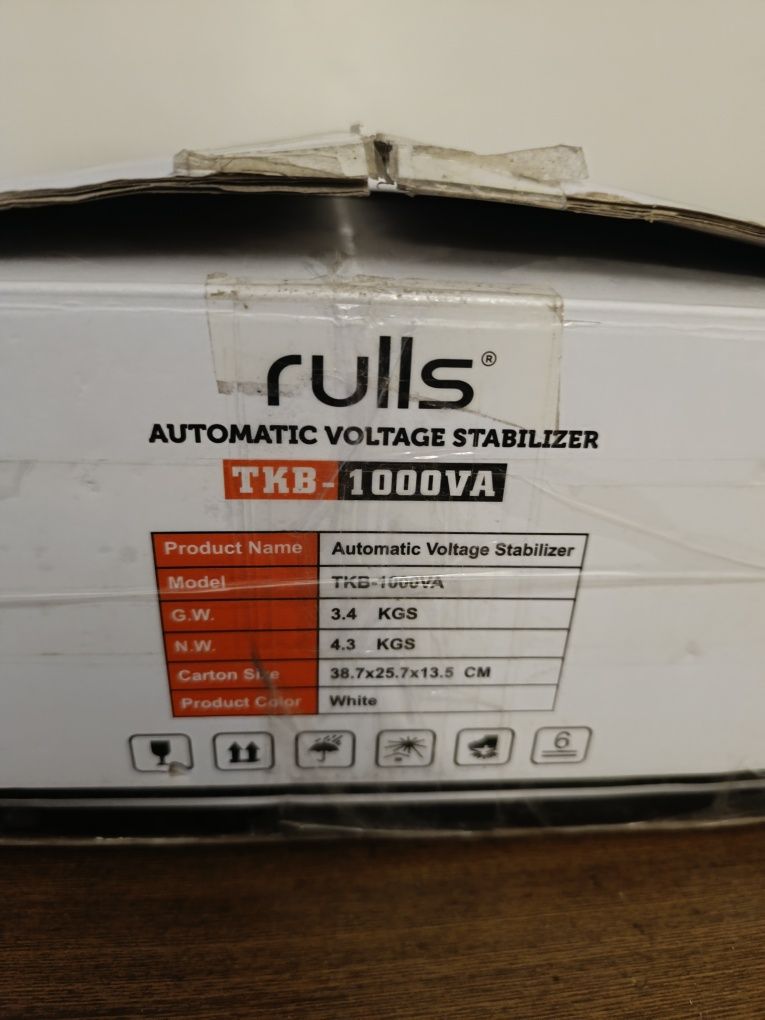 rulls®
AUTOMATIC VOLTAGE STABILIZER
TKB-1000VA
Product Name Automatic Voltage Stabilizer
Model TKB-1000VA
G.W. 3.4 KGS
N.W. 4.3 KGS
Carton Size 38.7x25.7x13.5 CM
Product Color White
6